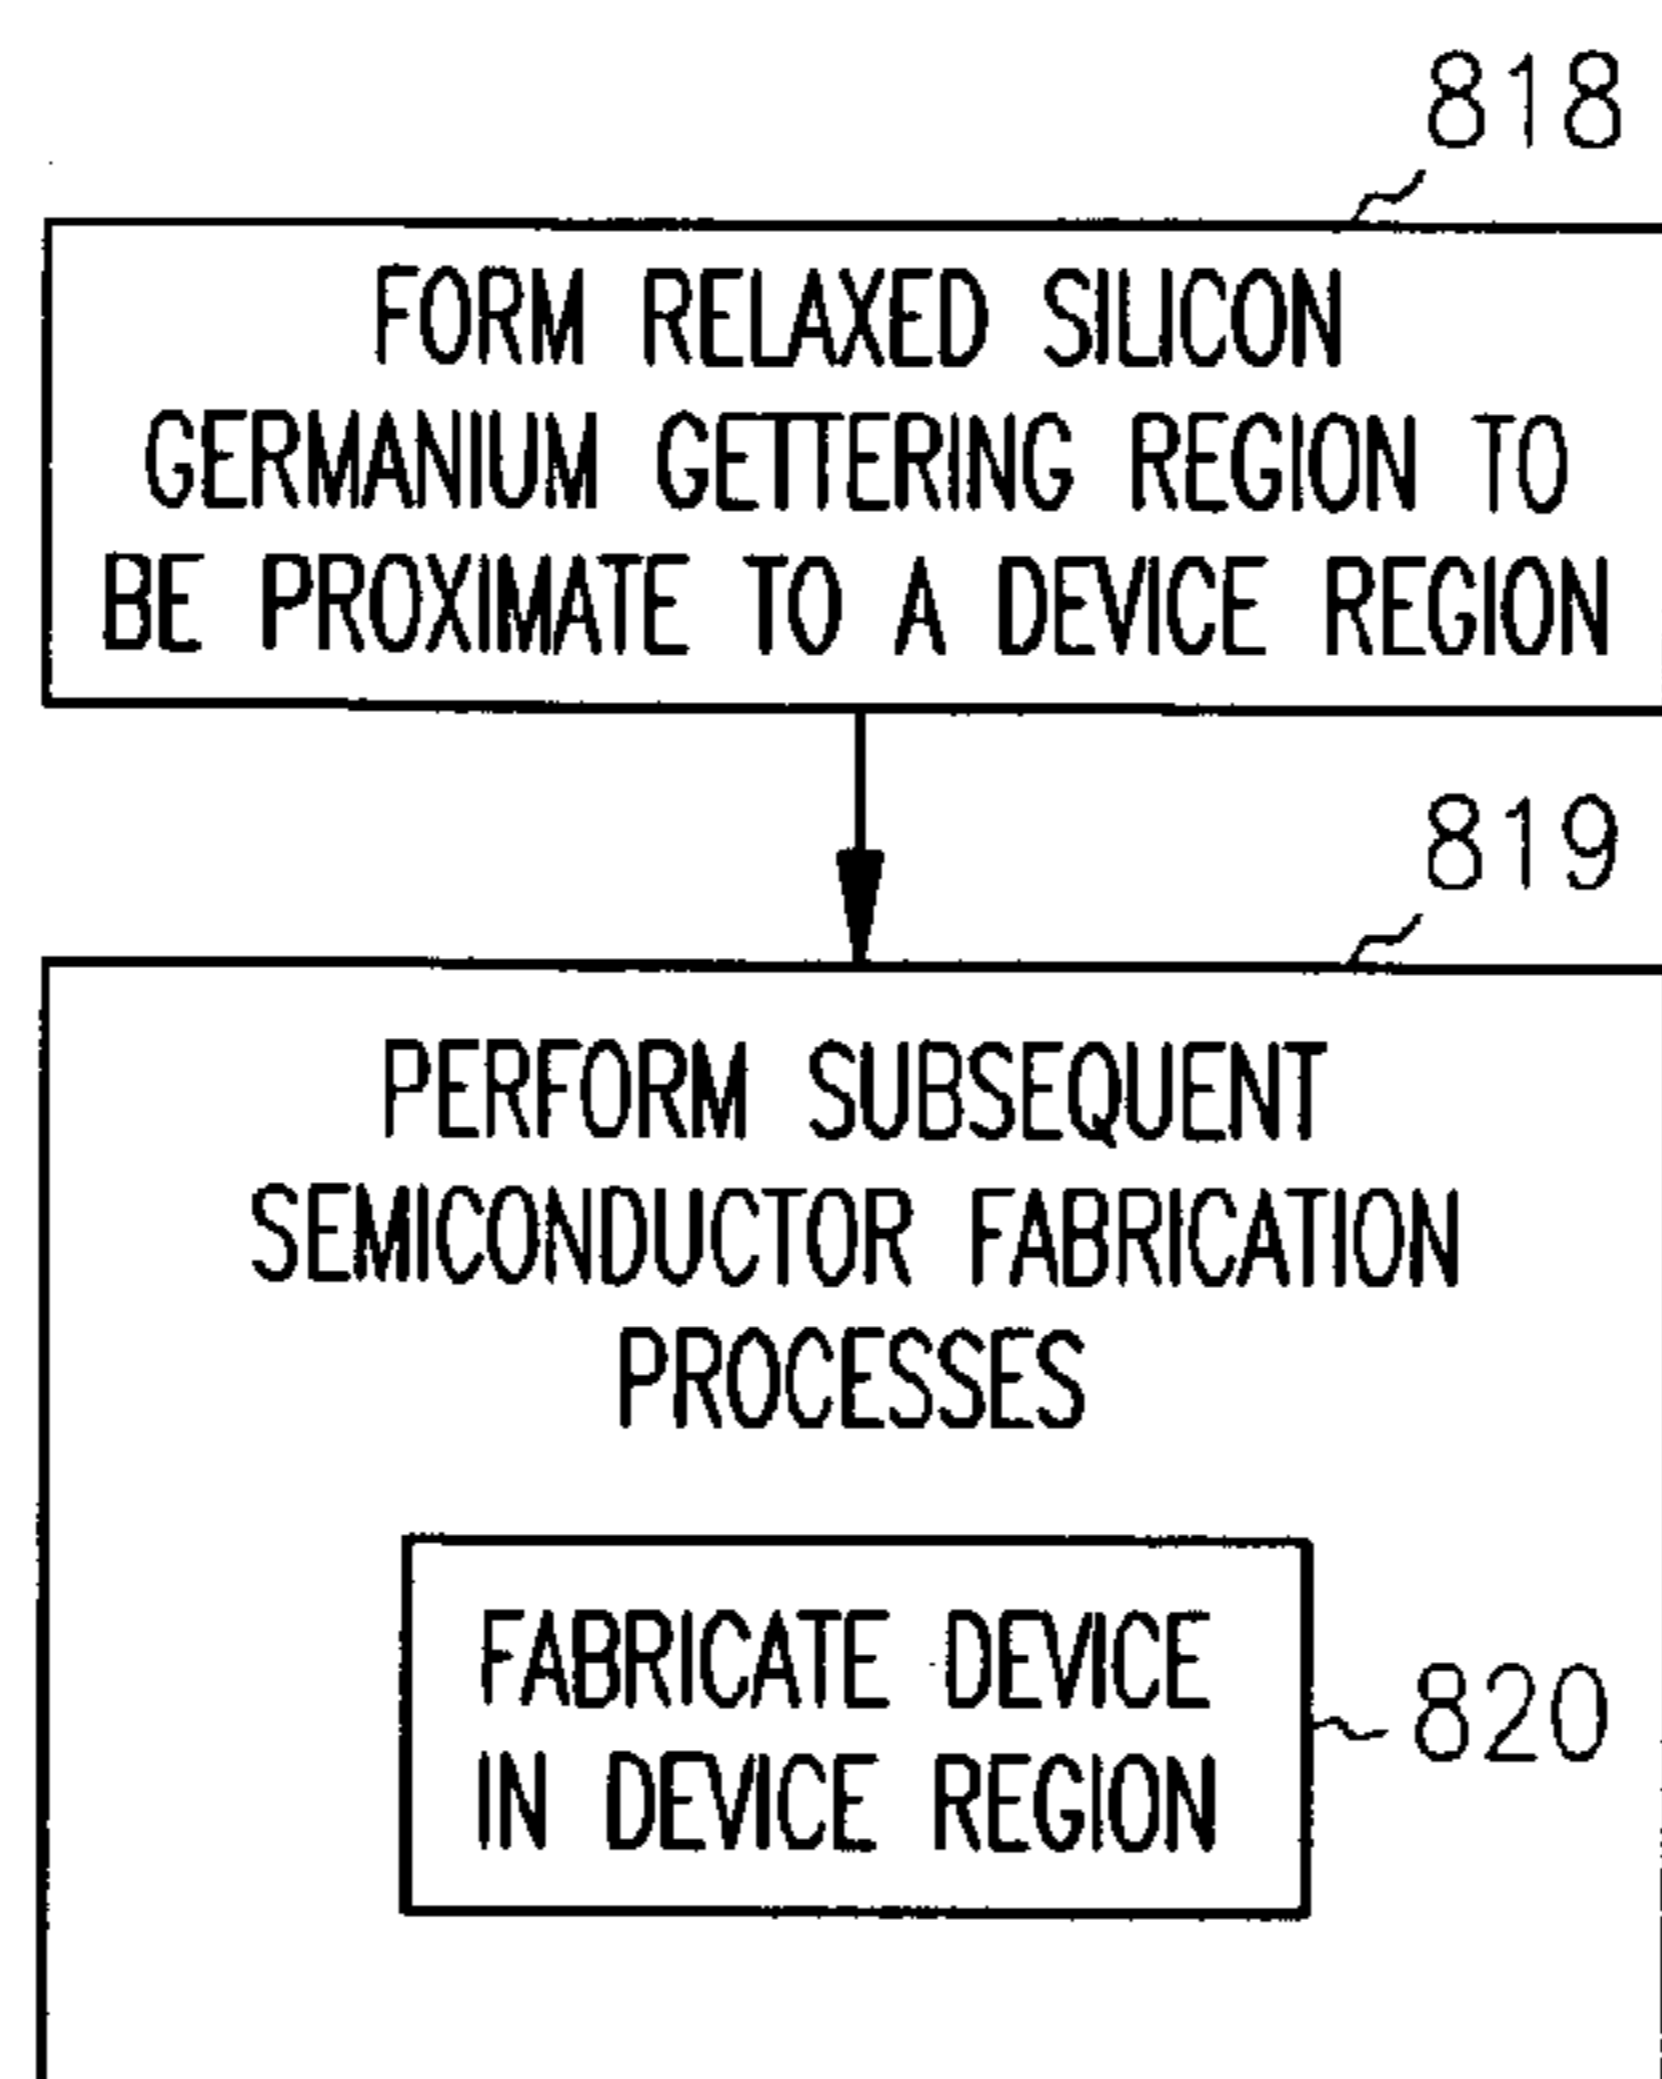 818
FORM RELAXED SILICON
GERMANIUM GETTERING REGION TO
BE PROXIMATE TO A DEVICE REGION
819
PERFORM SUBSEQUENT
SEMICONDUCTOR FABRICATION
PROCESSES
FABRICATE DEVICE
IN DEVICE REGION
820